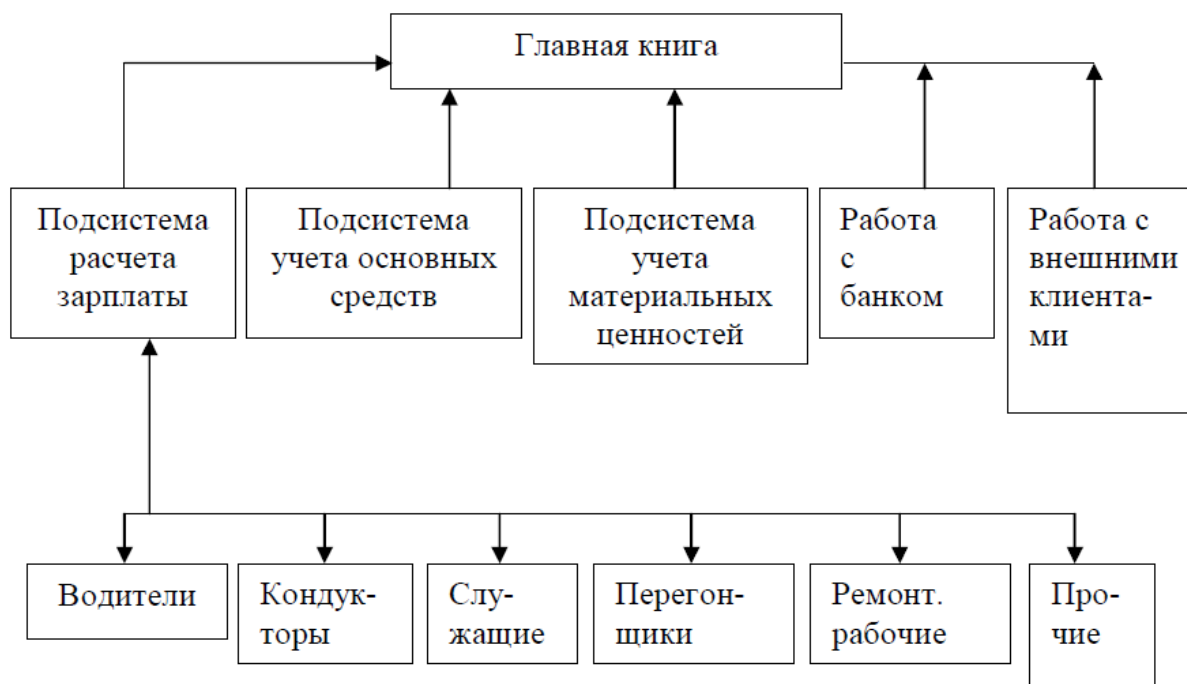 Главная книга
Подсистема
расчета
зарплаты
Подсистема
учета основных
средств
Подсистема
учета
материальных
ценностей
Работа
с
банком
Работа с
внешними
клиента-
ми
Водители
Кондук-
торы
Слу-
жащие
Перегон-
щики
Ремонт.
рабочие
Про-
чие